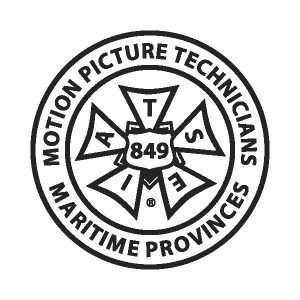 MOTION PICTURE TECHNICIANS
I A T S E
849
®
MARITIME PROVINCES